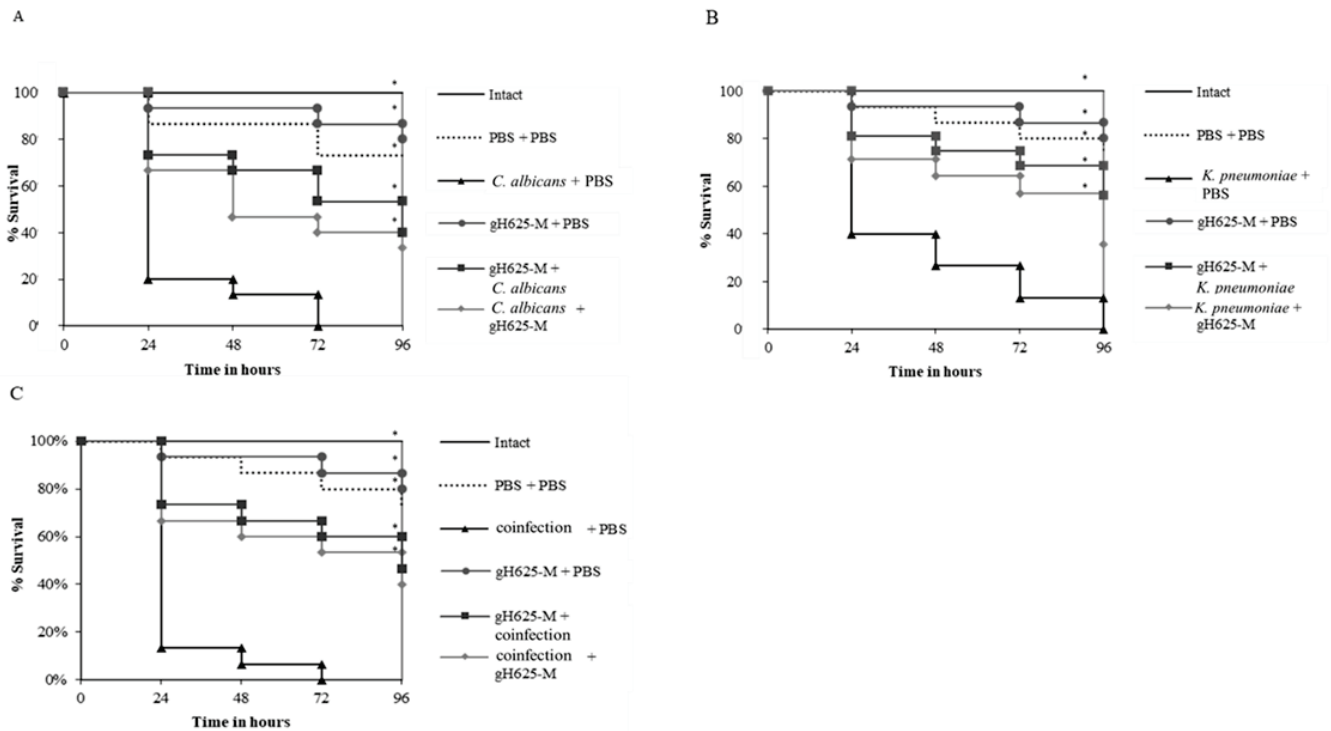 A
% Survival
100
80
60
40
20
0
0
24
48
72
96
Time in hours
*
*
*
*
*
Intact
PBS + PBS
C. albicans + PBS
gH625-M + PBS
gH625-M +
C. albicans
C. albicans +
gH625-M
B
% Survival
100
80
60
40
20
0
0
24
48
72
96
Time in hours
*
*
*
*
*
Intact
PBS + PBS
K. pneumoniae +
PBS
gH625-M + PBS
gH625-M +
K. pneumoniae
K. pneumoniae +
gH625-M
C
% Survival
100%
80%
60%
40%
20%
0%
0
24
48
72
96
Time in hours
*
*
*
*
*
Intact
PBS + PBS
coinfection + PBS
gH625-M + PBS
gH625-M +
coinfection
coinfection +
gH625-M